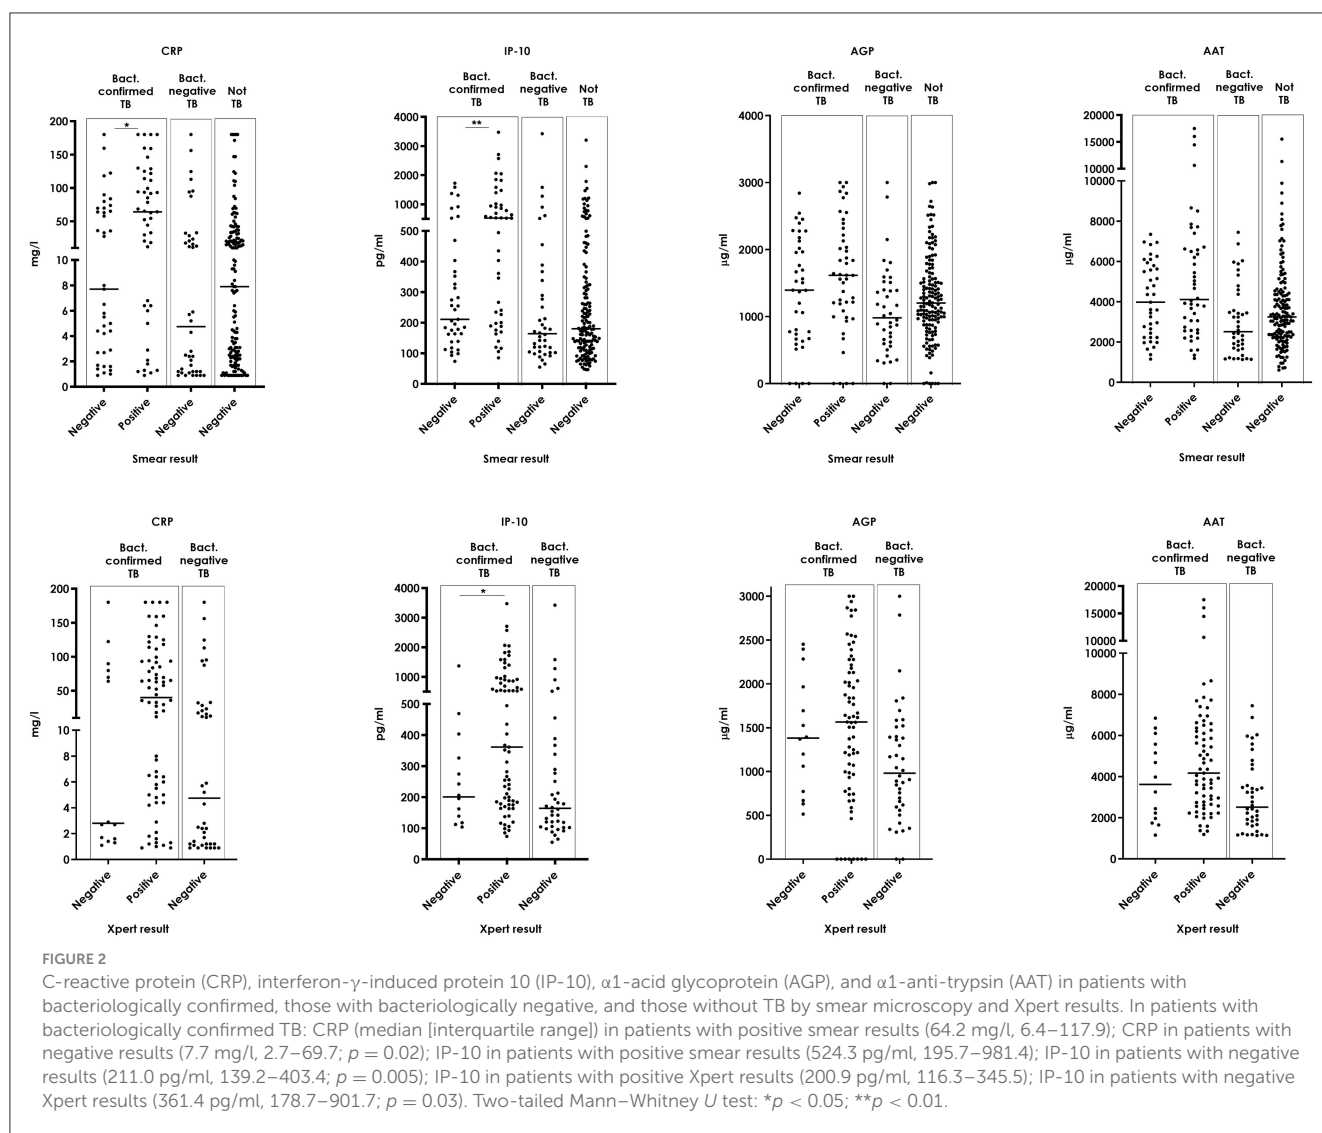 CRP
Bact.
confirmed
TB
Bact.
negative
TB
Not
TB
200
150
100
50
10
8
6
4
2
0
mg/l
*
Negative
Positive
Negative
Negative
Smear result
IP-10
Bact.
confirmed
TB
Bact.
negative
TB
Not
TB
4000
3000
2000
1000
500
400
300
200
100
0
pg/ml
**
Negative
Positive
Negative
Negative
Smear result
AGP
Bact.
confirmed
TB
Bact.
negative
TB
Not
TB
4000
3000
2000
1000
0
µg/ml
Negative
Positive
Negative
Negative
Smear result
AAT
Bact.
confirmed
TB
Bact.
negative
TB
Not
TB
20000
15000
10000
10000
8000
6000
4000
2000
0
µg/ml
Negative
Positive
Negative
Negative
Smear result
CRP
Bact.
confirmed
TB
Bact.
negative
TB
200
150
100
50
10
8
6
4
2
0
mg/l
Negative
Positive
Negative
Xpert result
IP-10
Bact.
confirmed
TB
Bact.
negative
TB
4000
3000
2000
1000
500
400
300
200
100
0
pg/ml
*
Negative
Positive
Negative
Xpert result
AGP
Bact.
confirmed
TB
Bact.
negative
TB
3000
2500
2000
1500
1000
500
0
µg/ml
Negative
Positive
Negative
Xpert result
AAT
Bact.
confirmed
TB
Bact.
negative
TB
20000
15000
10000
10000
8000
6000
4000
2000
0
µg/ml
Negative
Positive
Negative
Xpert result
FIGURE 2
C-reactive protein (CRP), interferon-γ-induced protein 10 (IP-10), α1-acid glycoprotein (AGP), and α1-anti-trypsin (AAT) in patients with
bacteriologically confirmed, those with bacteriologically negative, and those without TB by smear microscopy and Xpert results. In patients with
bacteriologically confirmed TB: CRP (median [interquartile range]) in patients with positive smear results (64.2 mg/l, 6.4–117.9); CRP in patients with
negative results (7.7 mg/l, 2.7–69.7; p = 0.02); IP-10 in patients with positive smear results (524.3 pg/ml, 195.7–981.4); IP-10 in patients with negative
results (211.0 pg/ml, 139.2–403.4; p = 0.005); IP-10 in patients with positive Xpert results (200.9 pg/ml, 116.3–345.5); IP-10 in patients with negative
Xpert results (361.4 pg/ml, 178.7–901.7; p = 0.03). Two-tailed Mann–Whitney U test: *p < 0.05; **p < 0.01.